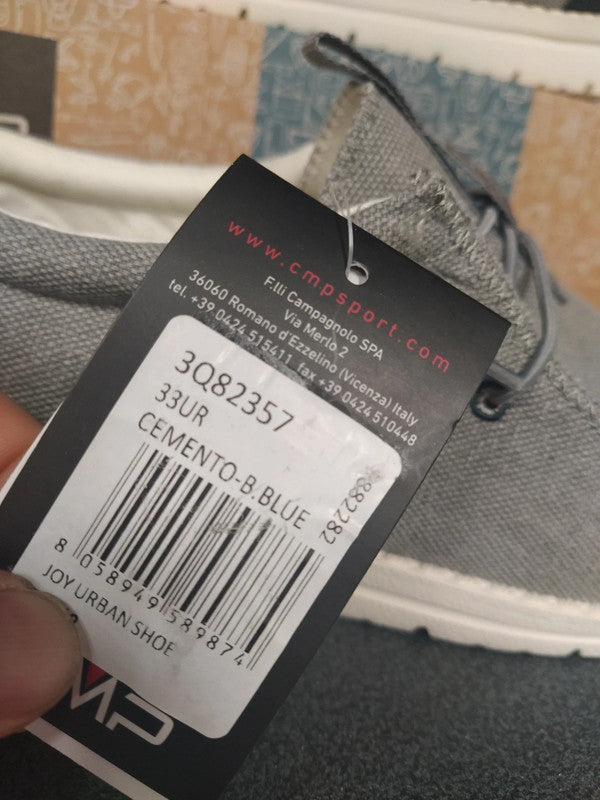 www.cmpsport.com
F.lli Campagnolo SPA
Via Merlo 2
36060 Romano d'Ezzelino (Vicenza) Italy
tel. +39 0424 515411 fax +39 0424 510448
3Q82357
33UR
CEMENTO-B.BLUE
8 058949 589874
JOY URBAN SHOE
MP